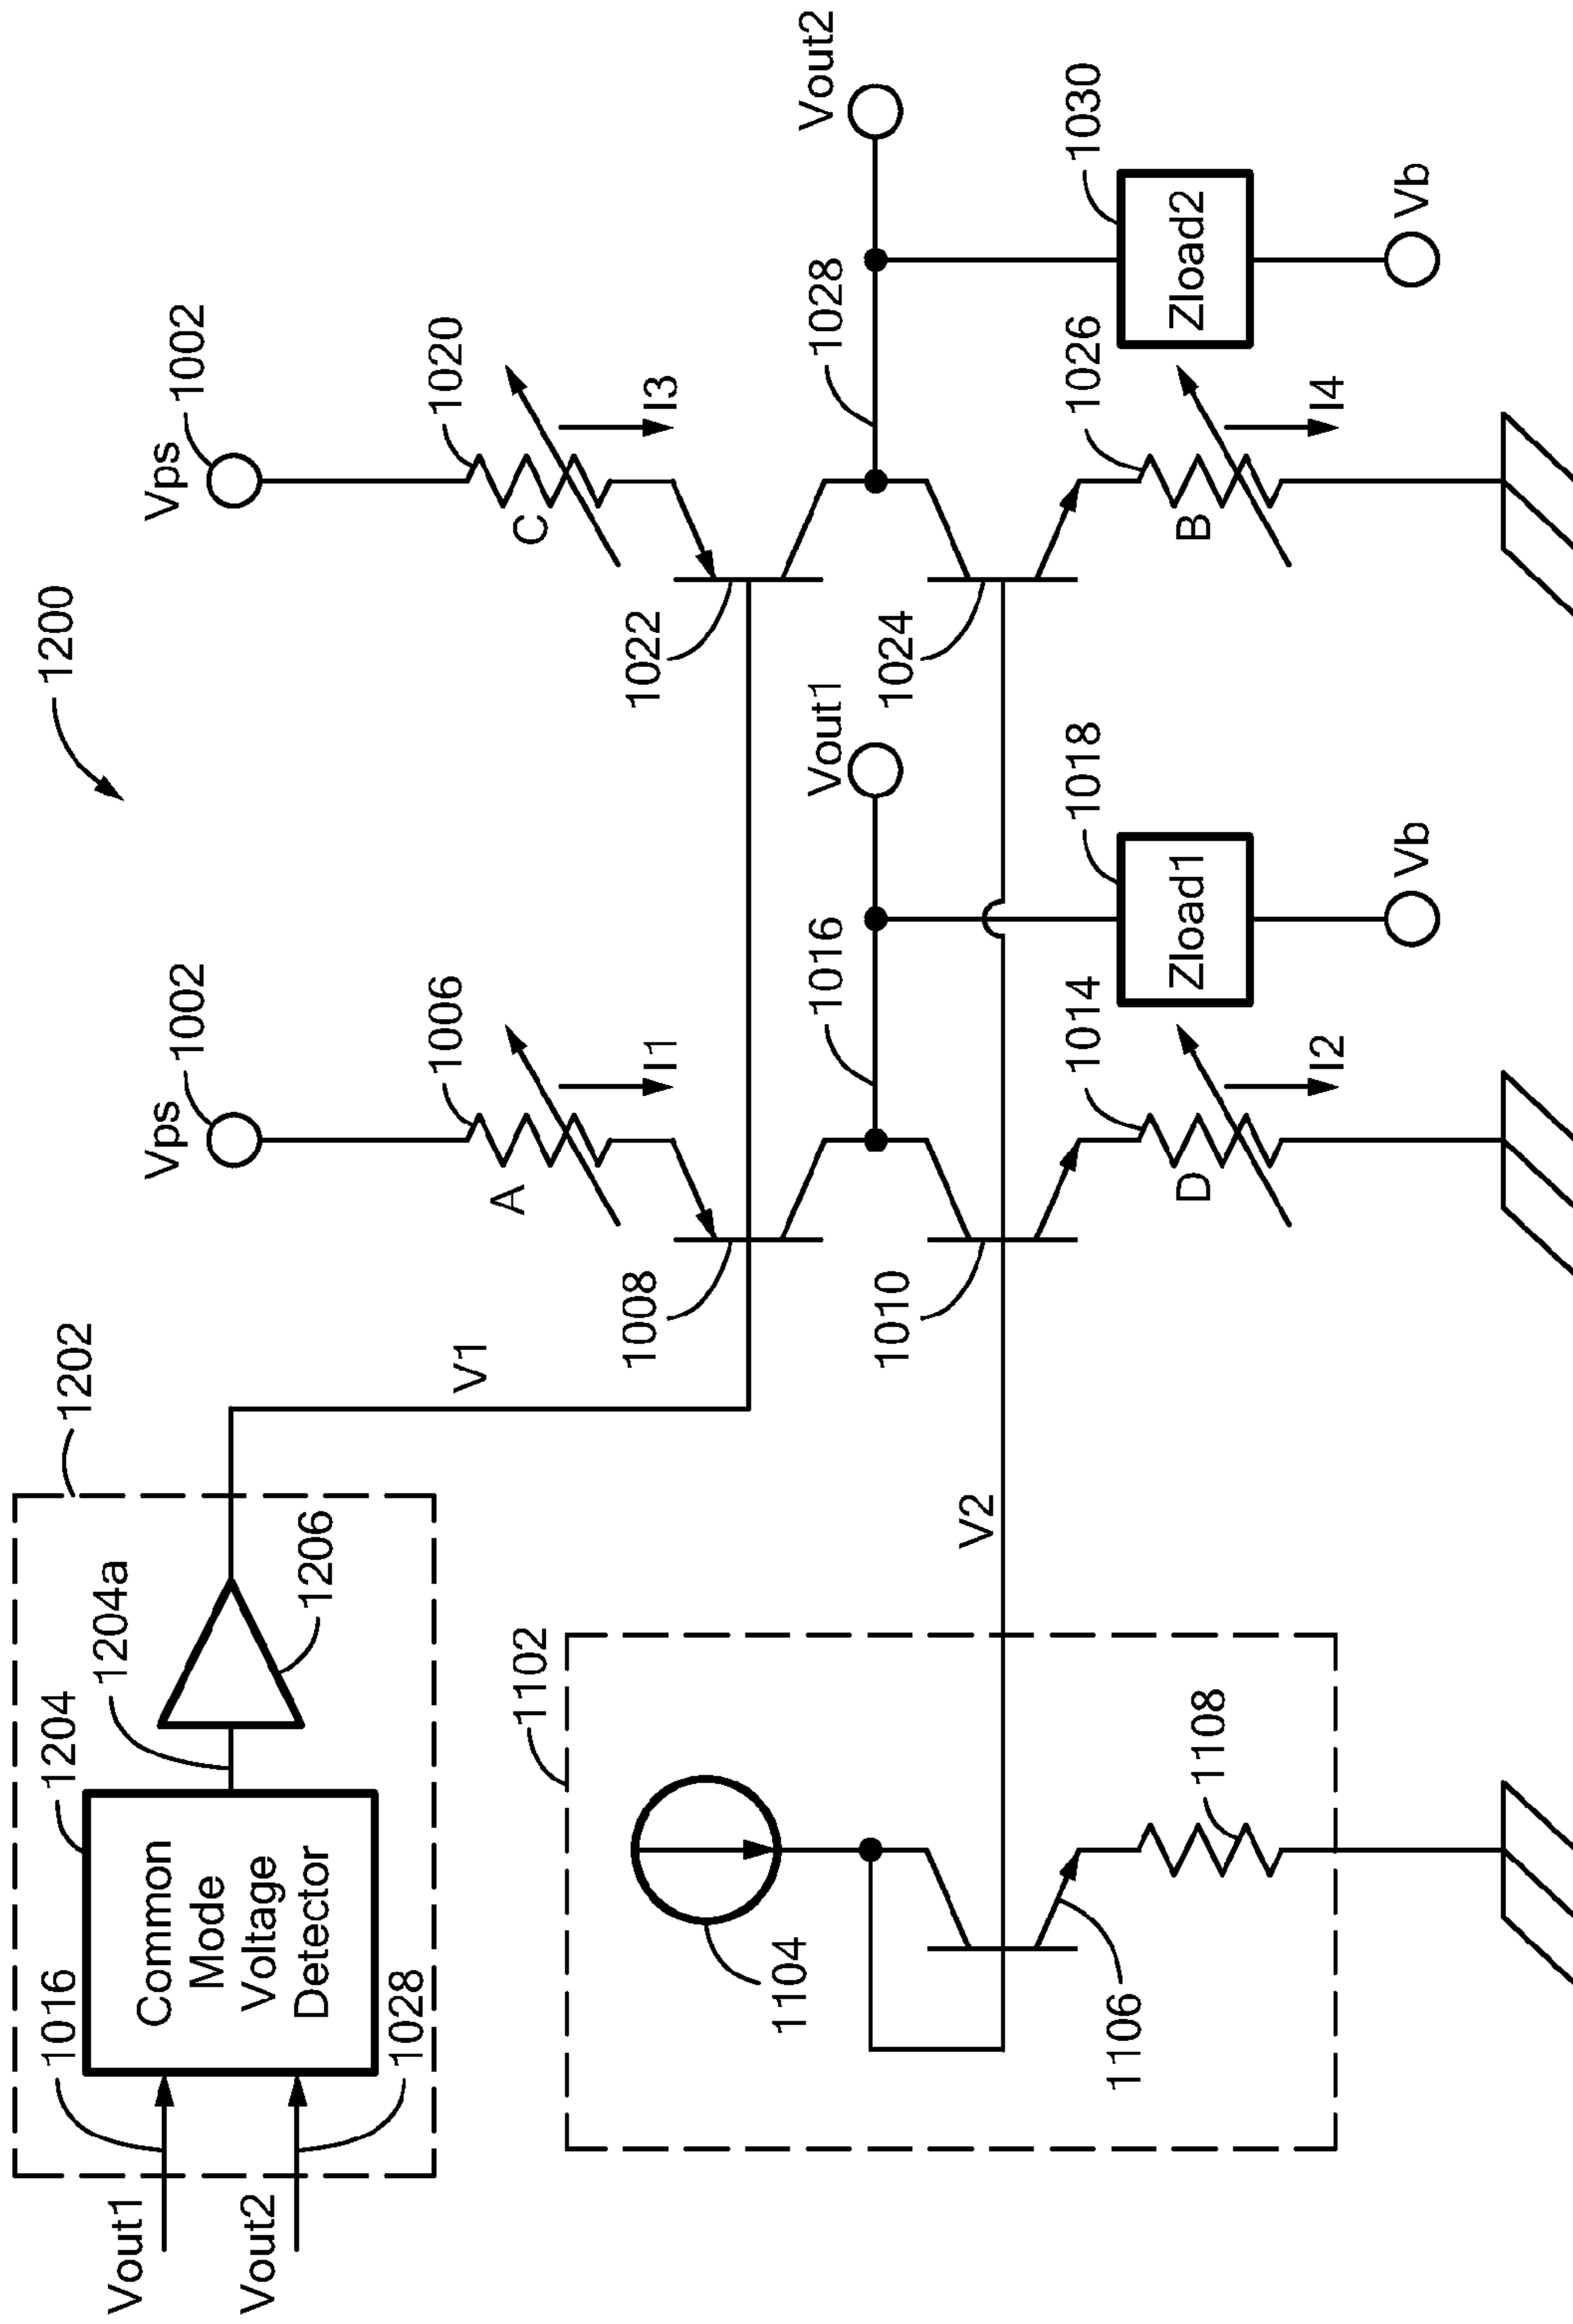 1200
1202
1204
1204a
1206
1016
1028
Vout1
Vout2
Common
Mode
Voltage
Detector
V1
Vps
1002
Vps
1002
A
1006
I1
C
1020
I3
1008
1022
1016
Vout1
1028
Vout2
1010
1024
1102
1104
1106
1108
V2
D
1014
I2
Zload1
1018
Vb
B
1026
I4
Zload2
1030
Vb